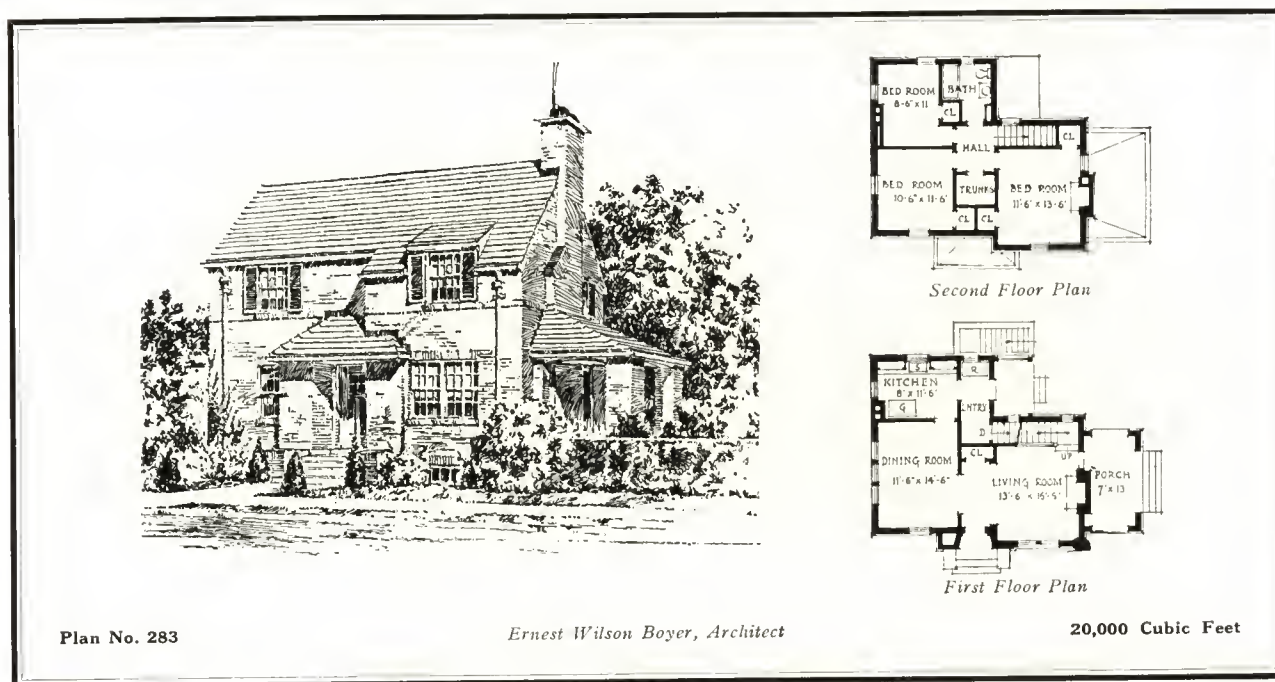 BED ROOM
8-6" x 11
BATH
CL
CL
HALL
BED ROOM
10-6" x 11-6"
TRUNKS
BED ROOM
11'-6" x 13-6"
CL
CL
Second Floor Plan
S
R
KITCHEN
8' x 11'-6"
G
ENTRY
D
CL
UP
DINING ROOM
11'-6" x 14'-6"
LIVING ROOM
PORCH
7' x 13
First Floor Plan
Plan No. 283
Ernest Wilson Boyer, Architect
20,000 Cubic Feet